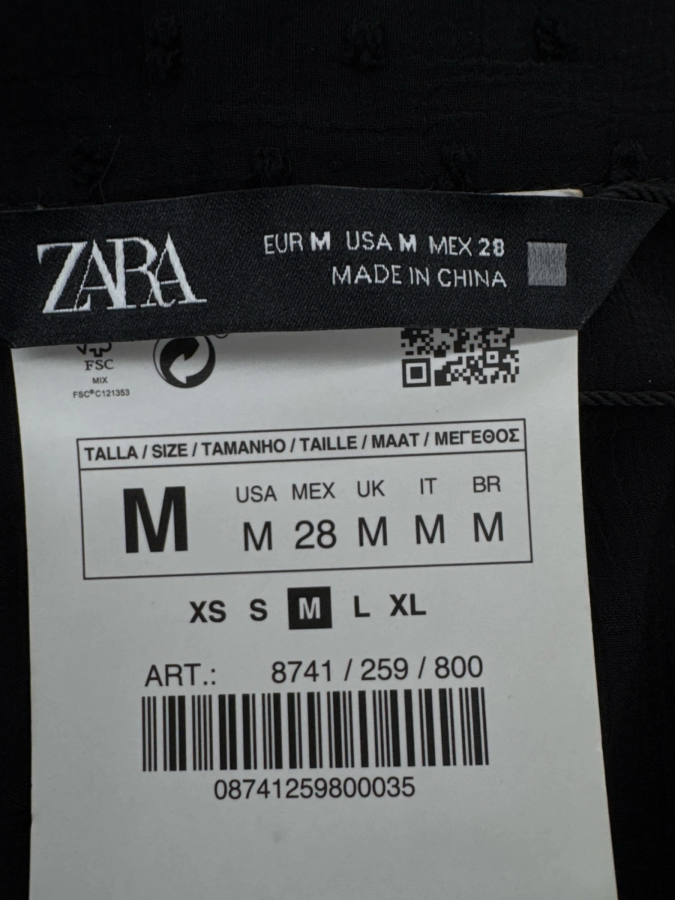 ZARA
EUR M USA M MEX 28
MADE IN CHINA
FSC
MIX
FSC® C121353
TALLA / SIZE / TAMANHO / TAILLE / MAAT / ΜΕΓΕΘΟΣ
M
USA MEX UK IT BR
M 28 M M M
XS S M L XL
ART.: 8741 / 259 / 800
08741259800035